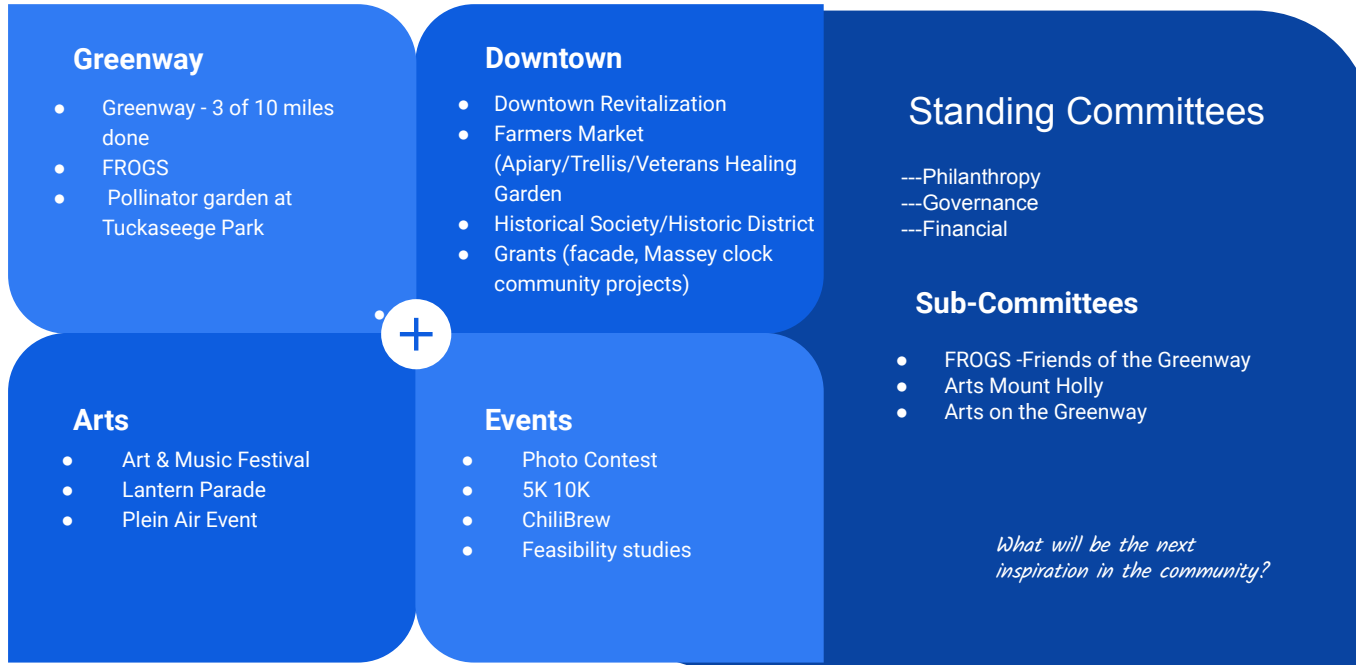 Greenway
● Greenway - 3 of 10 miles
done
● FROGS
● Pollinator garden at
Tuckaseege Park
●
Downtown
● Downtown Revitalization
● Farmers Market
(Apiary/Trellis/Veterans Healing
Garden
● Historical Society/Historic District
● Grants (facade, Massey clock
community projects)
+
Arts
● Art & Music Festival
● Lantern Parade
● Plein Air Event
Events
● Photo Contest
● 5K 10K
● ChiliBrew
● Feasibility studies
Standing Committees
---Philanthropy
---Governance
---Financial
Sub-Committees
● FROGS -Friends of the Greenway
● Arts Mount Holly
● Arts on the Greenway
What will be the next
inspiration in the community?